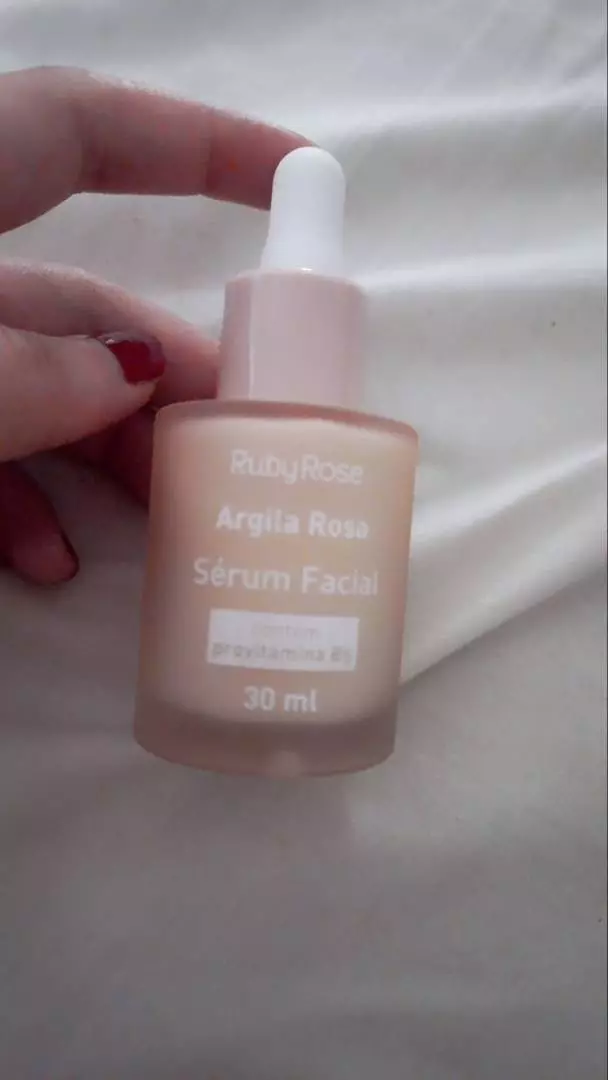 RubyRose
Argila Rosa
Sérum Facial
contém
provitamina B5
30 ml